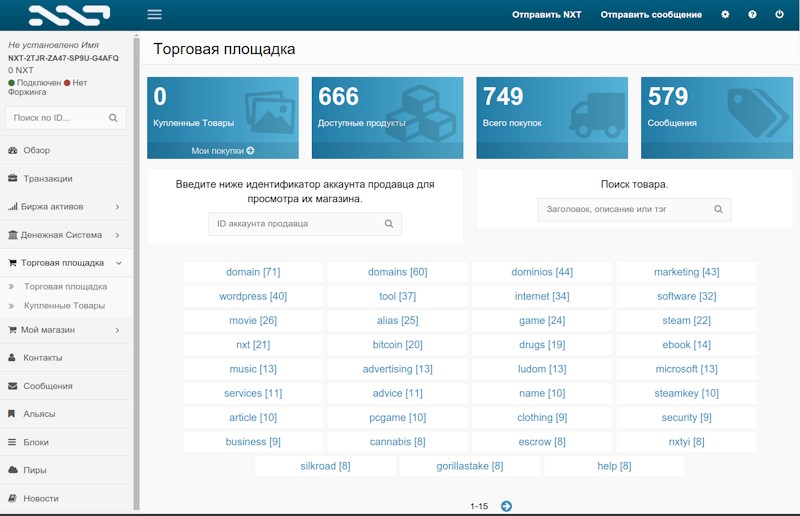 NXT
Отправить NXT
Отправить сообщение
Не установлено Имя
NXT-2TJR-ZA47-SP9U-G4AFQ
0 NXT
Подключен Нет
Форжинга
Поиск по ID...
Обзор
Транзакции
Биржа активов
Денежная Система
Торговая площадка
Торговая площадка
Купленные Товары
Мой магазин
Контакты
Сообщения
Альясы
Блоки
Пиры
Новости
Торговая площадка
0
Купленные Товары
Мои покупки
666
Доступные продукты
749
Всего покупок
579
Сообщения
Введите ниже идентификатор аккаунта продавца для
просмотра их магазина.
ID аккаунта продавца
Поиск товара.
Заголовок, описание или тэг
domain [71] domains [60] dominios [44] marketing [43]
wordpress [40] tool [37] internet [34] software [32]
movie [26] alias [25] game [24] steam [22]
nxt [21] bitcoin [20] drugs [19] ebook [14]
music [13] advertising [13] ludom [13] microsoft [13]
services [11] advice [11] name [10] steamkey [10]
article [10] pcgame [10] clothing [9] security [9]
business [9] cannabis [8] escrow [8] nxtyi [8]
silkroad [8] gorillastake [8] help [8]
1-15